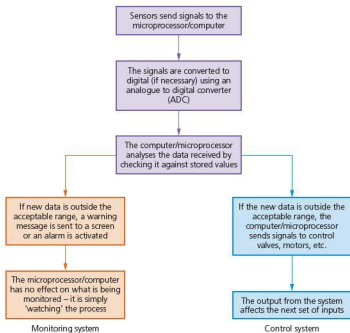 Sensors send signals to the
microprocessor/computer
The signals are converted to
digital (if necessary) using an
analogue to digital converter
(ADC)
The computer/microprocessor
analyses the data received by
checking it against stored values
If new data is outside the
acceptable range, a warning
message is sent to a screen
or an alarm is activated
The microprocessor/computer
has no effect on what is being
monitored – it is simply
‘watching’ the process
Monitoring system
If the new data is outside the
acceptable range, the
computer/microprocessor
sends signals to control
valves, motors, etc.
The output from the system
affects the next set of inputs
Control system